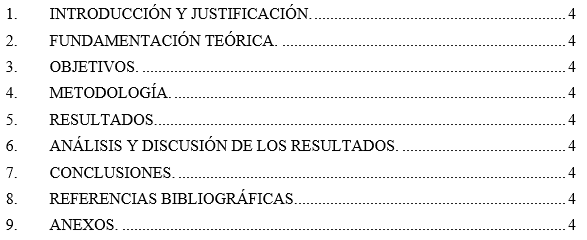 1. INTRODUCCIÓN Y JUSTIFICACIÓN. 4
2. FUNDAMENTACIÓN TEÓRICA. 4
3. OBJETIVOS. 4
4. METODOLOGÍA. 4
5. RESULTADOS. 4
6. ANÁLISIS Y DISCUSIÓN DE LOS RESULTADOS. 4
7. CONCLUSIONES. 4
8. REFERENCIAS BIBLIOGRÁFICAS. 4
9. ANEXOS. 4